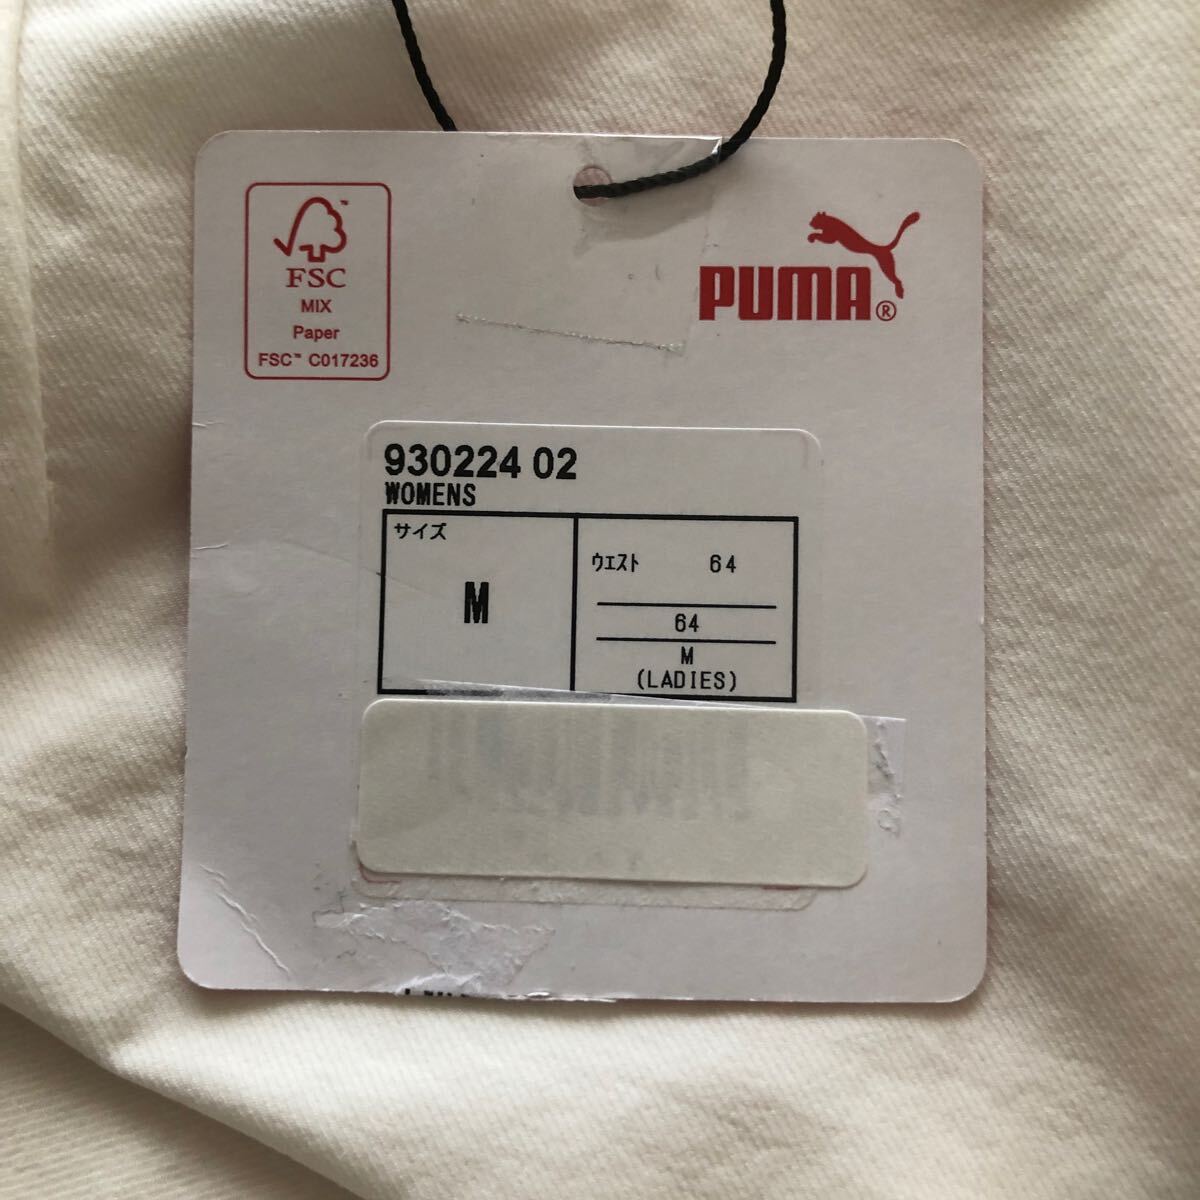 FSC
MIX
Paper
FSC™ C017236
PUMA®
930224 02
WOMENS
サイズ
M
ウエスト 64
64
M
(LADIES)